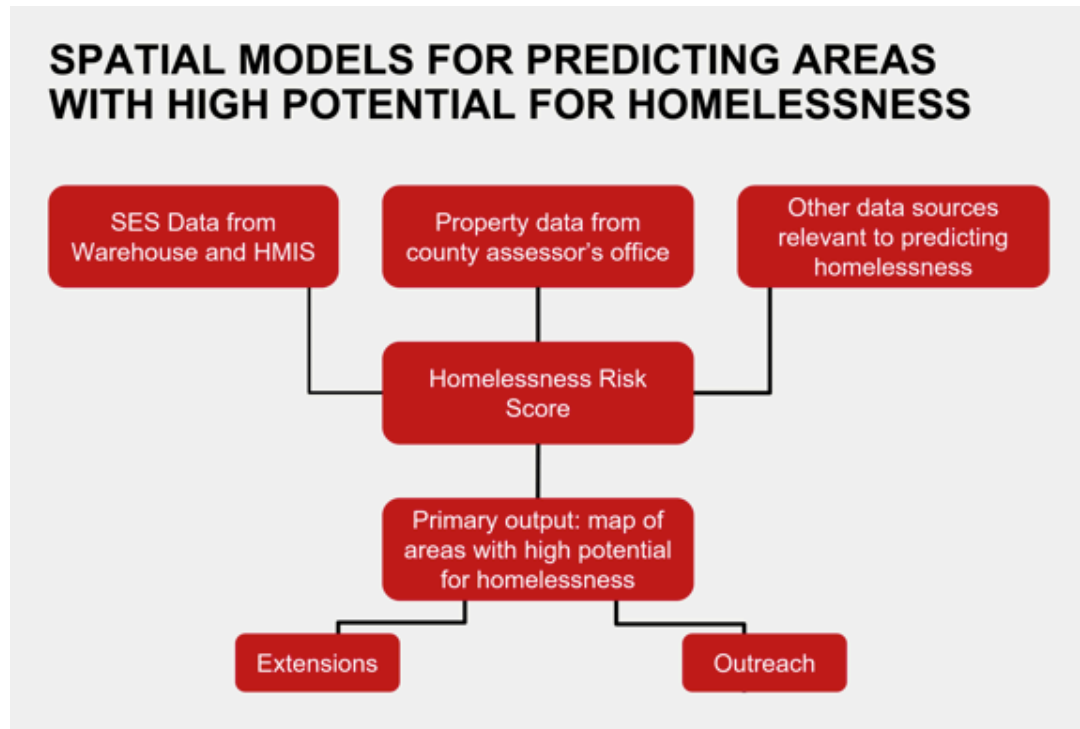 SPATIAL MODELS FOR PREDICTING AREAS
WITH HIGH POTENTIAL FOR HOMELESSNESS
SES Data from
Warehouse and HMIS
Property data from
county assessor's office
Other data sources
relevant to predicting
homelessness
Homelessness Risk
Score
Primary output: map of
areas with high potential
for homelessness
Extensions
Outreach